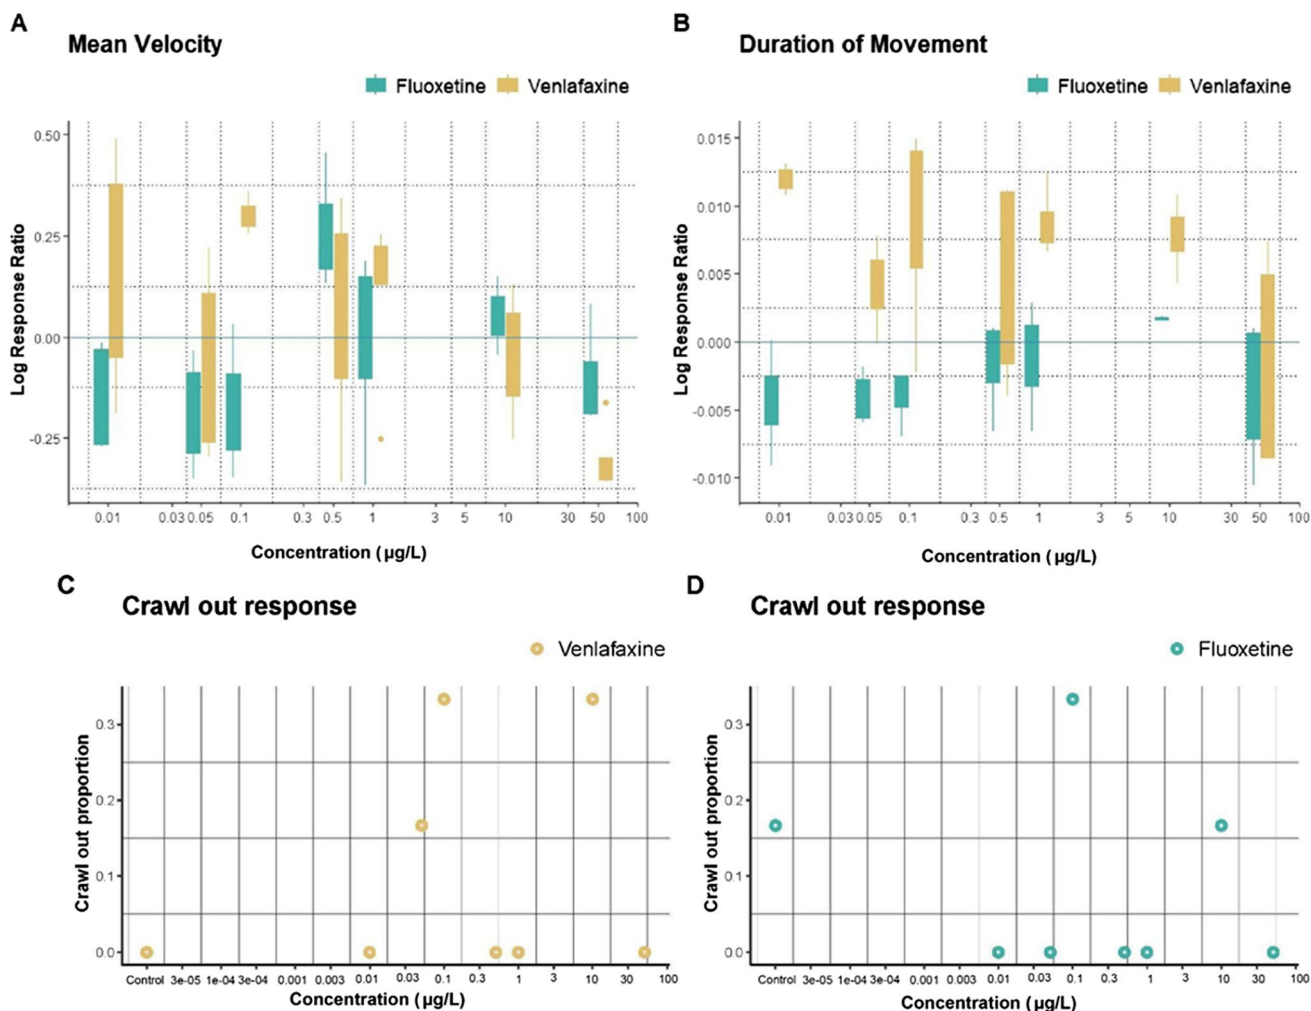 A
Mean Velocity
Fluoxetine Venlafaxine
Log Response Ratio
0.50
0.25
0.00
-0.25
0.01 0.03 0.05 0.1 0.3 0.5 1 3 5 10 30 50 100
Concentration (µg/L)
B
Duration of Movement
Fluoxetine Venlafaxine
Log Response Ratio
0.015
0.010
0.005
0.000
-0.005
-0.010
0.01 0.03 0.05 0.1 0.3 0.5 1 3 5 10 30 50 100
Concentration (µg/L)
C
Crawl out response
Venlafaxine
Crawl out proportion
0.3
0.2
0.1
0.0
Control 3e-05 1e-04 3e-04 0.001 0.003 0.01 0.03 0.1 0.3 1 3 10 30 100
Concentration (µg/L)
D
Crawl out response
Fluoxetine
Crawl out proportion
0.3
0.2
0.1
0.0
Control 3e-05 1e-04 3e-04 0.001 0.003 0.01 0.03 0.1 0.3 1 3 10 30 100
Concentration (µg/L)